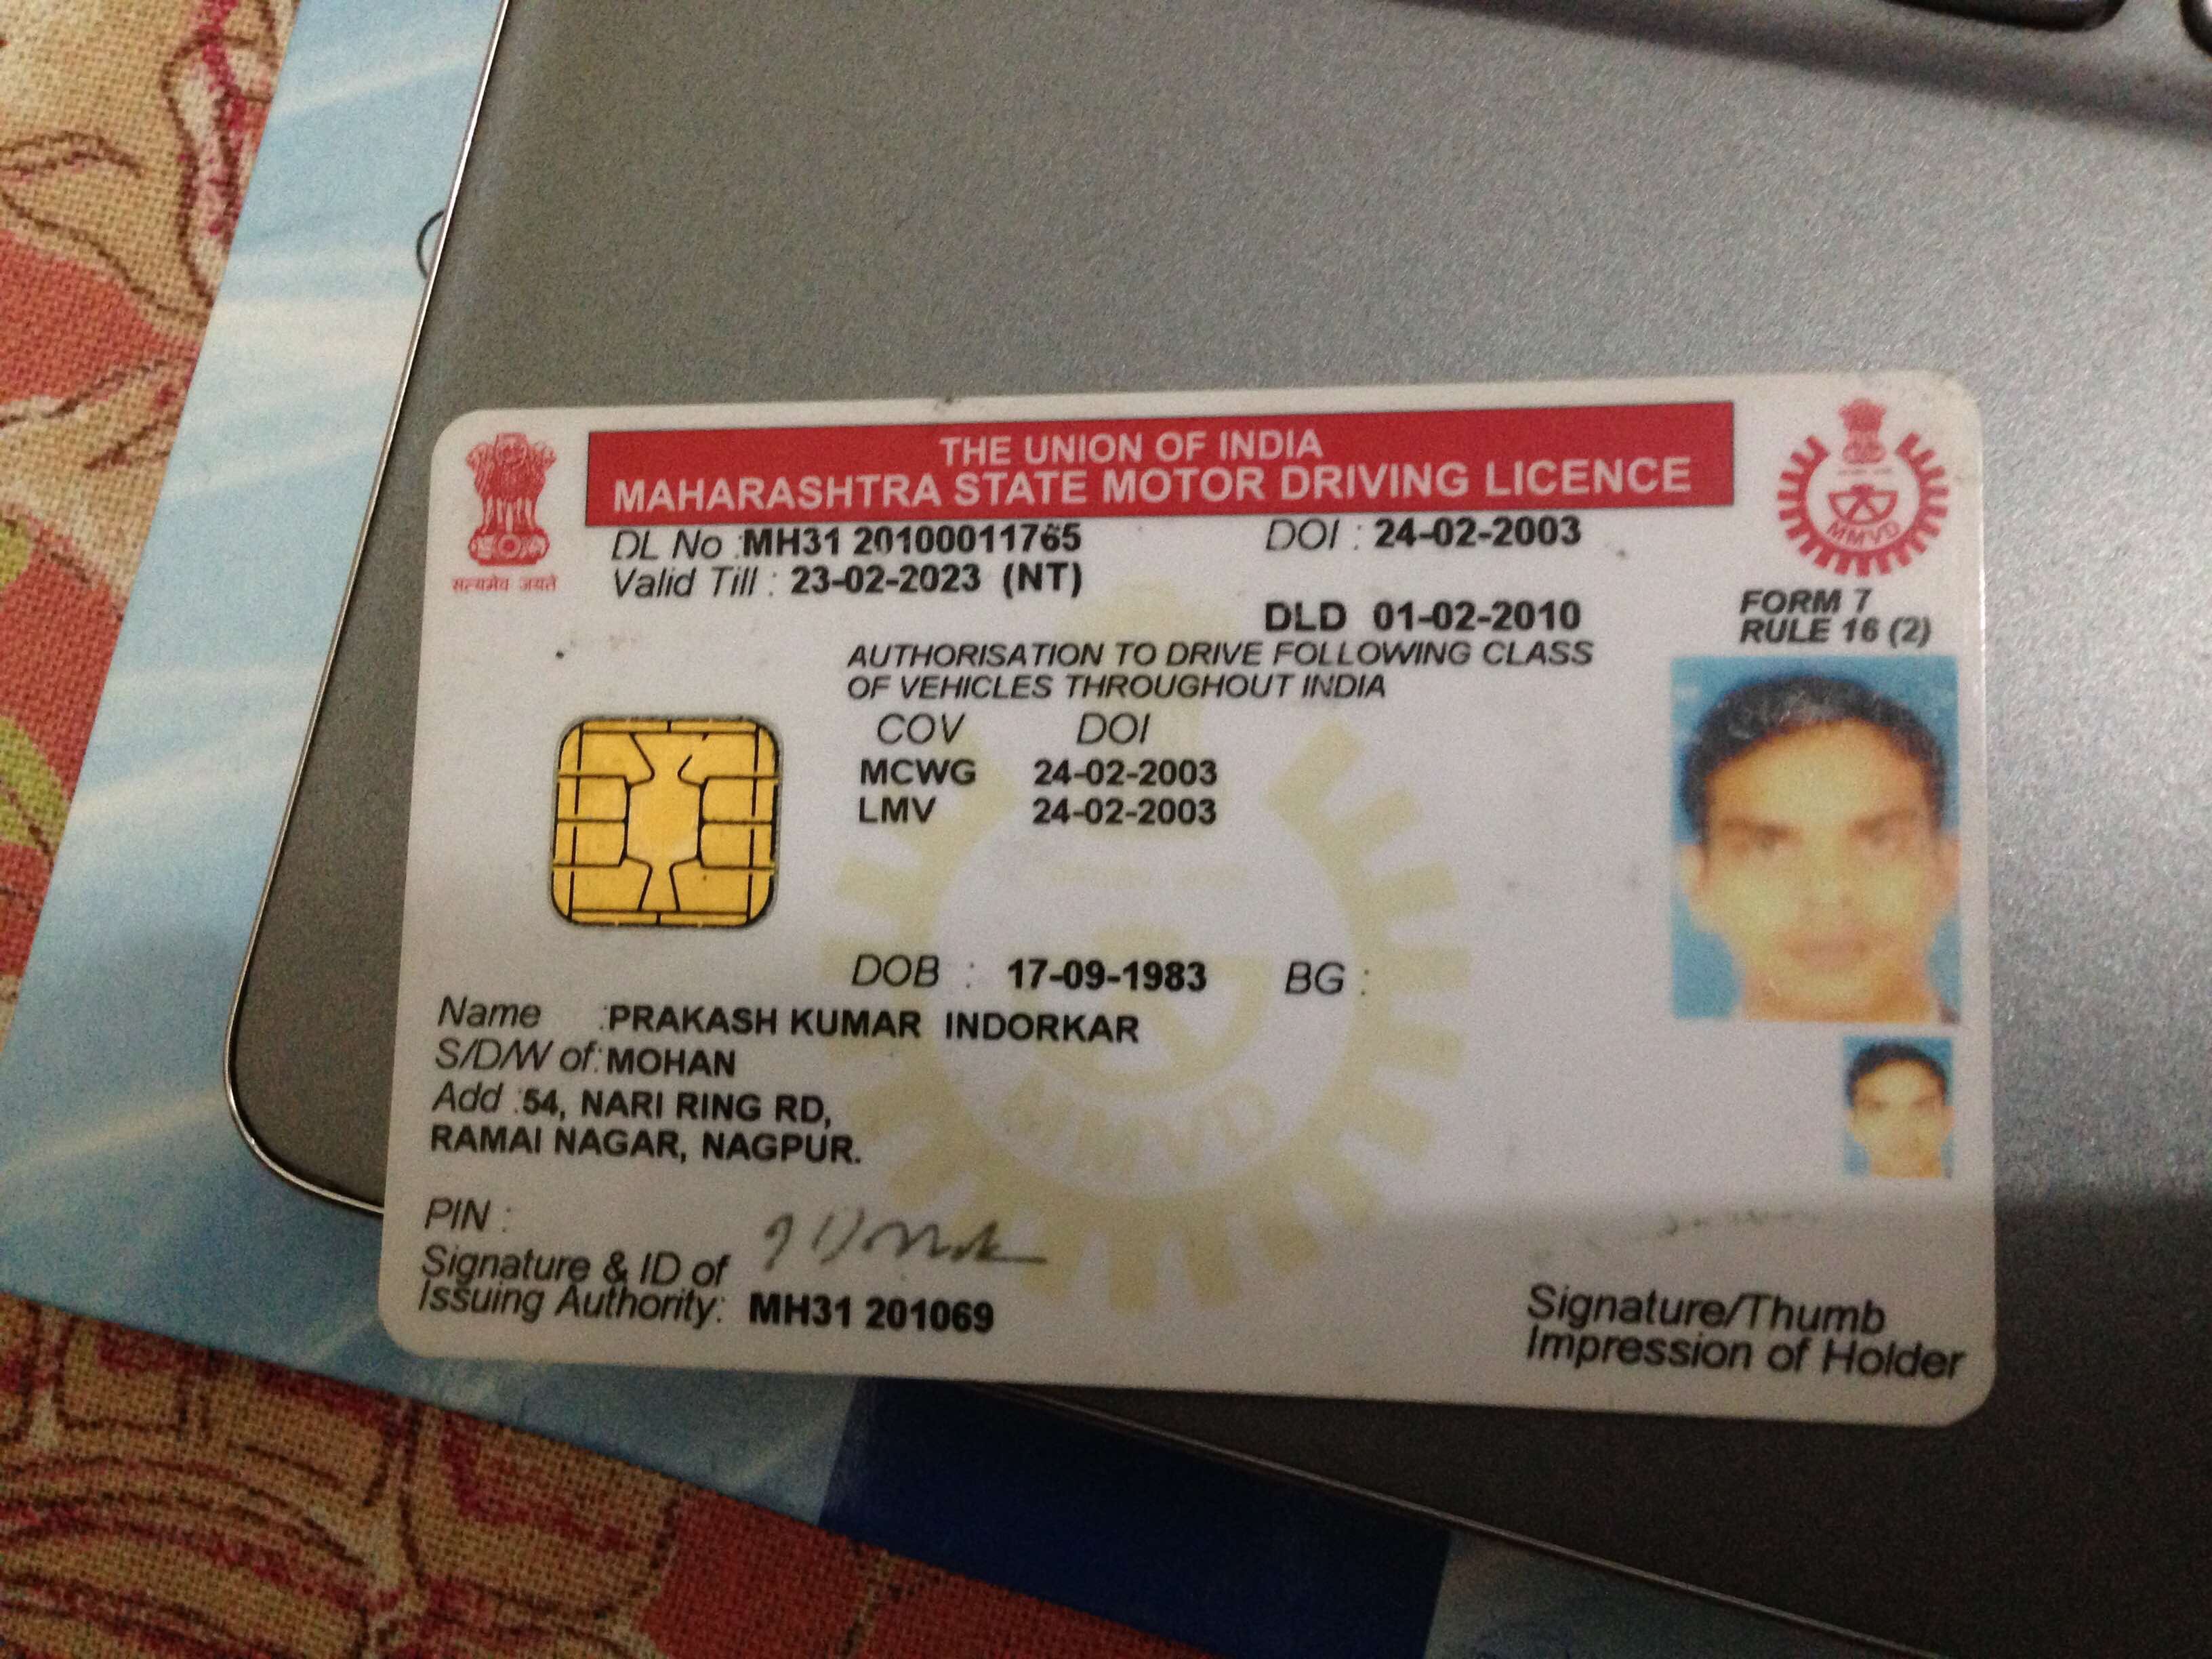 THE UNION OF INDIA
MAHARASHTRA STATE MOTOR DRIVING LICENCE
सत्यमेव जयते
MMVD
DL No :MH31 20100011765 DOI : 24-02-2003
Valid Till : 23-02-2023 (NT)
DLD 01-02-2010
FORM 7
RULE 16 (2)
AUTHORISATION TO DRIVE FOLLOWING CLASS
OF VEHICLES THROUGHOUT INDIA
COV DOI
MCWG 24-02-2003
LMV 24-02-2003
DOB : 17-09-1983 BG :
Name :PRAKASH KUMAR INDORKAR
S/D/W of:MOHAN
Add :54, NARI RING RD,
RAMAI NAGAR, NAGPUR.
PIN :
Signature & ID of
Issuing Authority: MH31 201069
Signature/Thumb
Impression of Holder